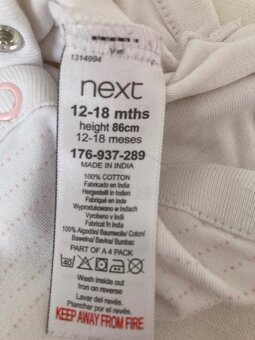 1314994
next
12-18 mths
height 86cm
12-18 meses
176-937-289
MADE IN INDIA
100% COTTON
Fabricado en India
Hergestellt in Indien
Fabriqué en inde
Wyprodukowano w Indiach
Vyrobeno v Indii
Fabricado em India
100% Algodón/ Baumwolle/ Coton/
Bawełna/ Bavlna/ Bumbac
PART OF A 4 PACK
40
Wash inside out
Iron on reverse
Lavar del revés.
Planchar por el revés.
KEEP AWAY FROM FIRE